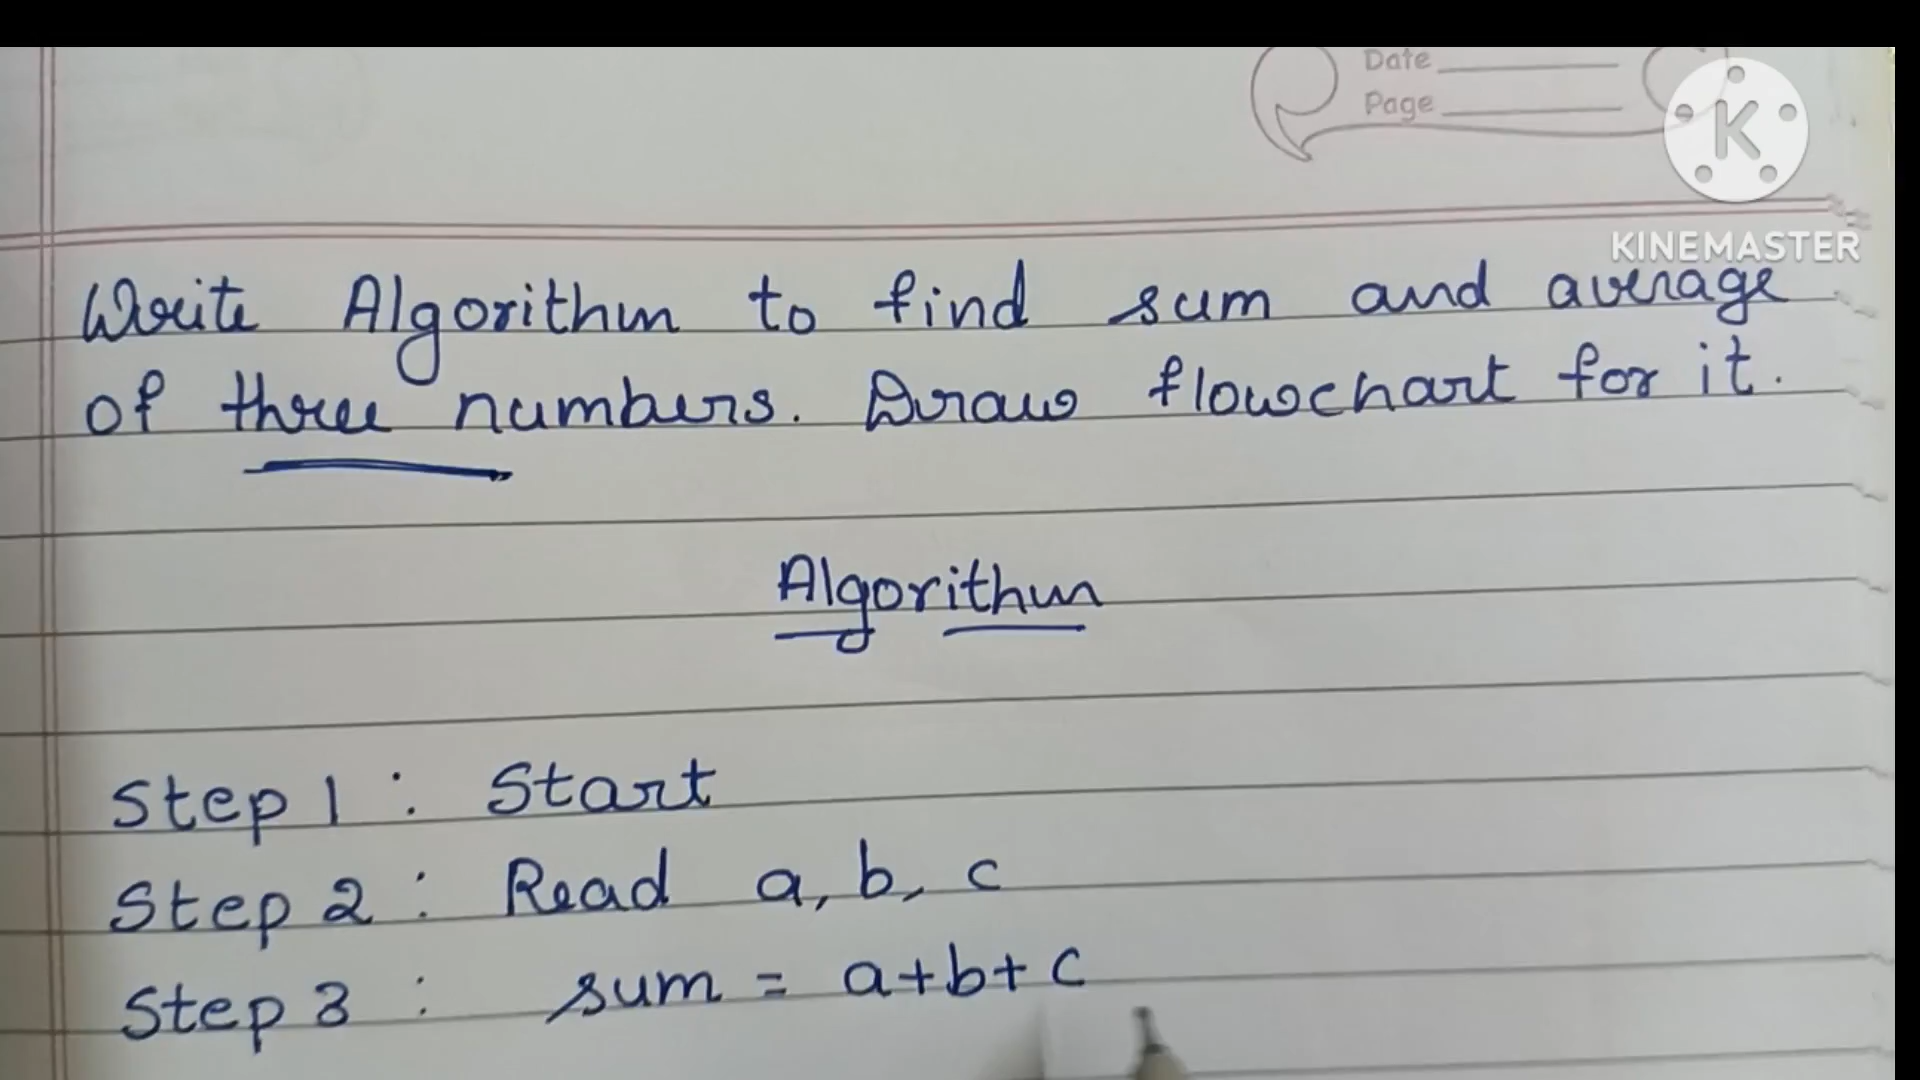 Date
Page
K
KINEMASTER
Write Algorithm to find sum and average
of three numbers. Draw flowchart for it.
Algorithm
Step 1 : Start
Step 2 : Read a, b, c
Step 3 : sum = a+b+c